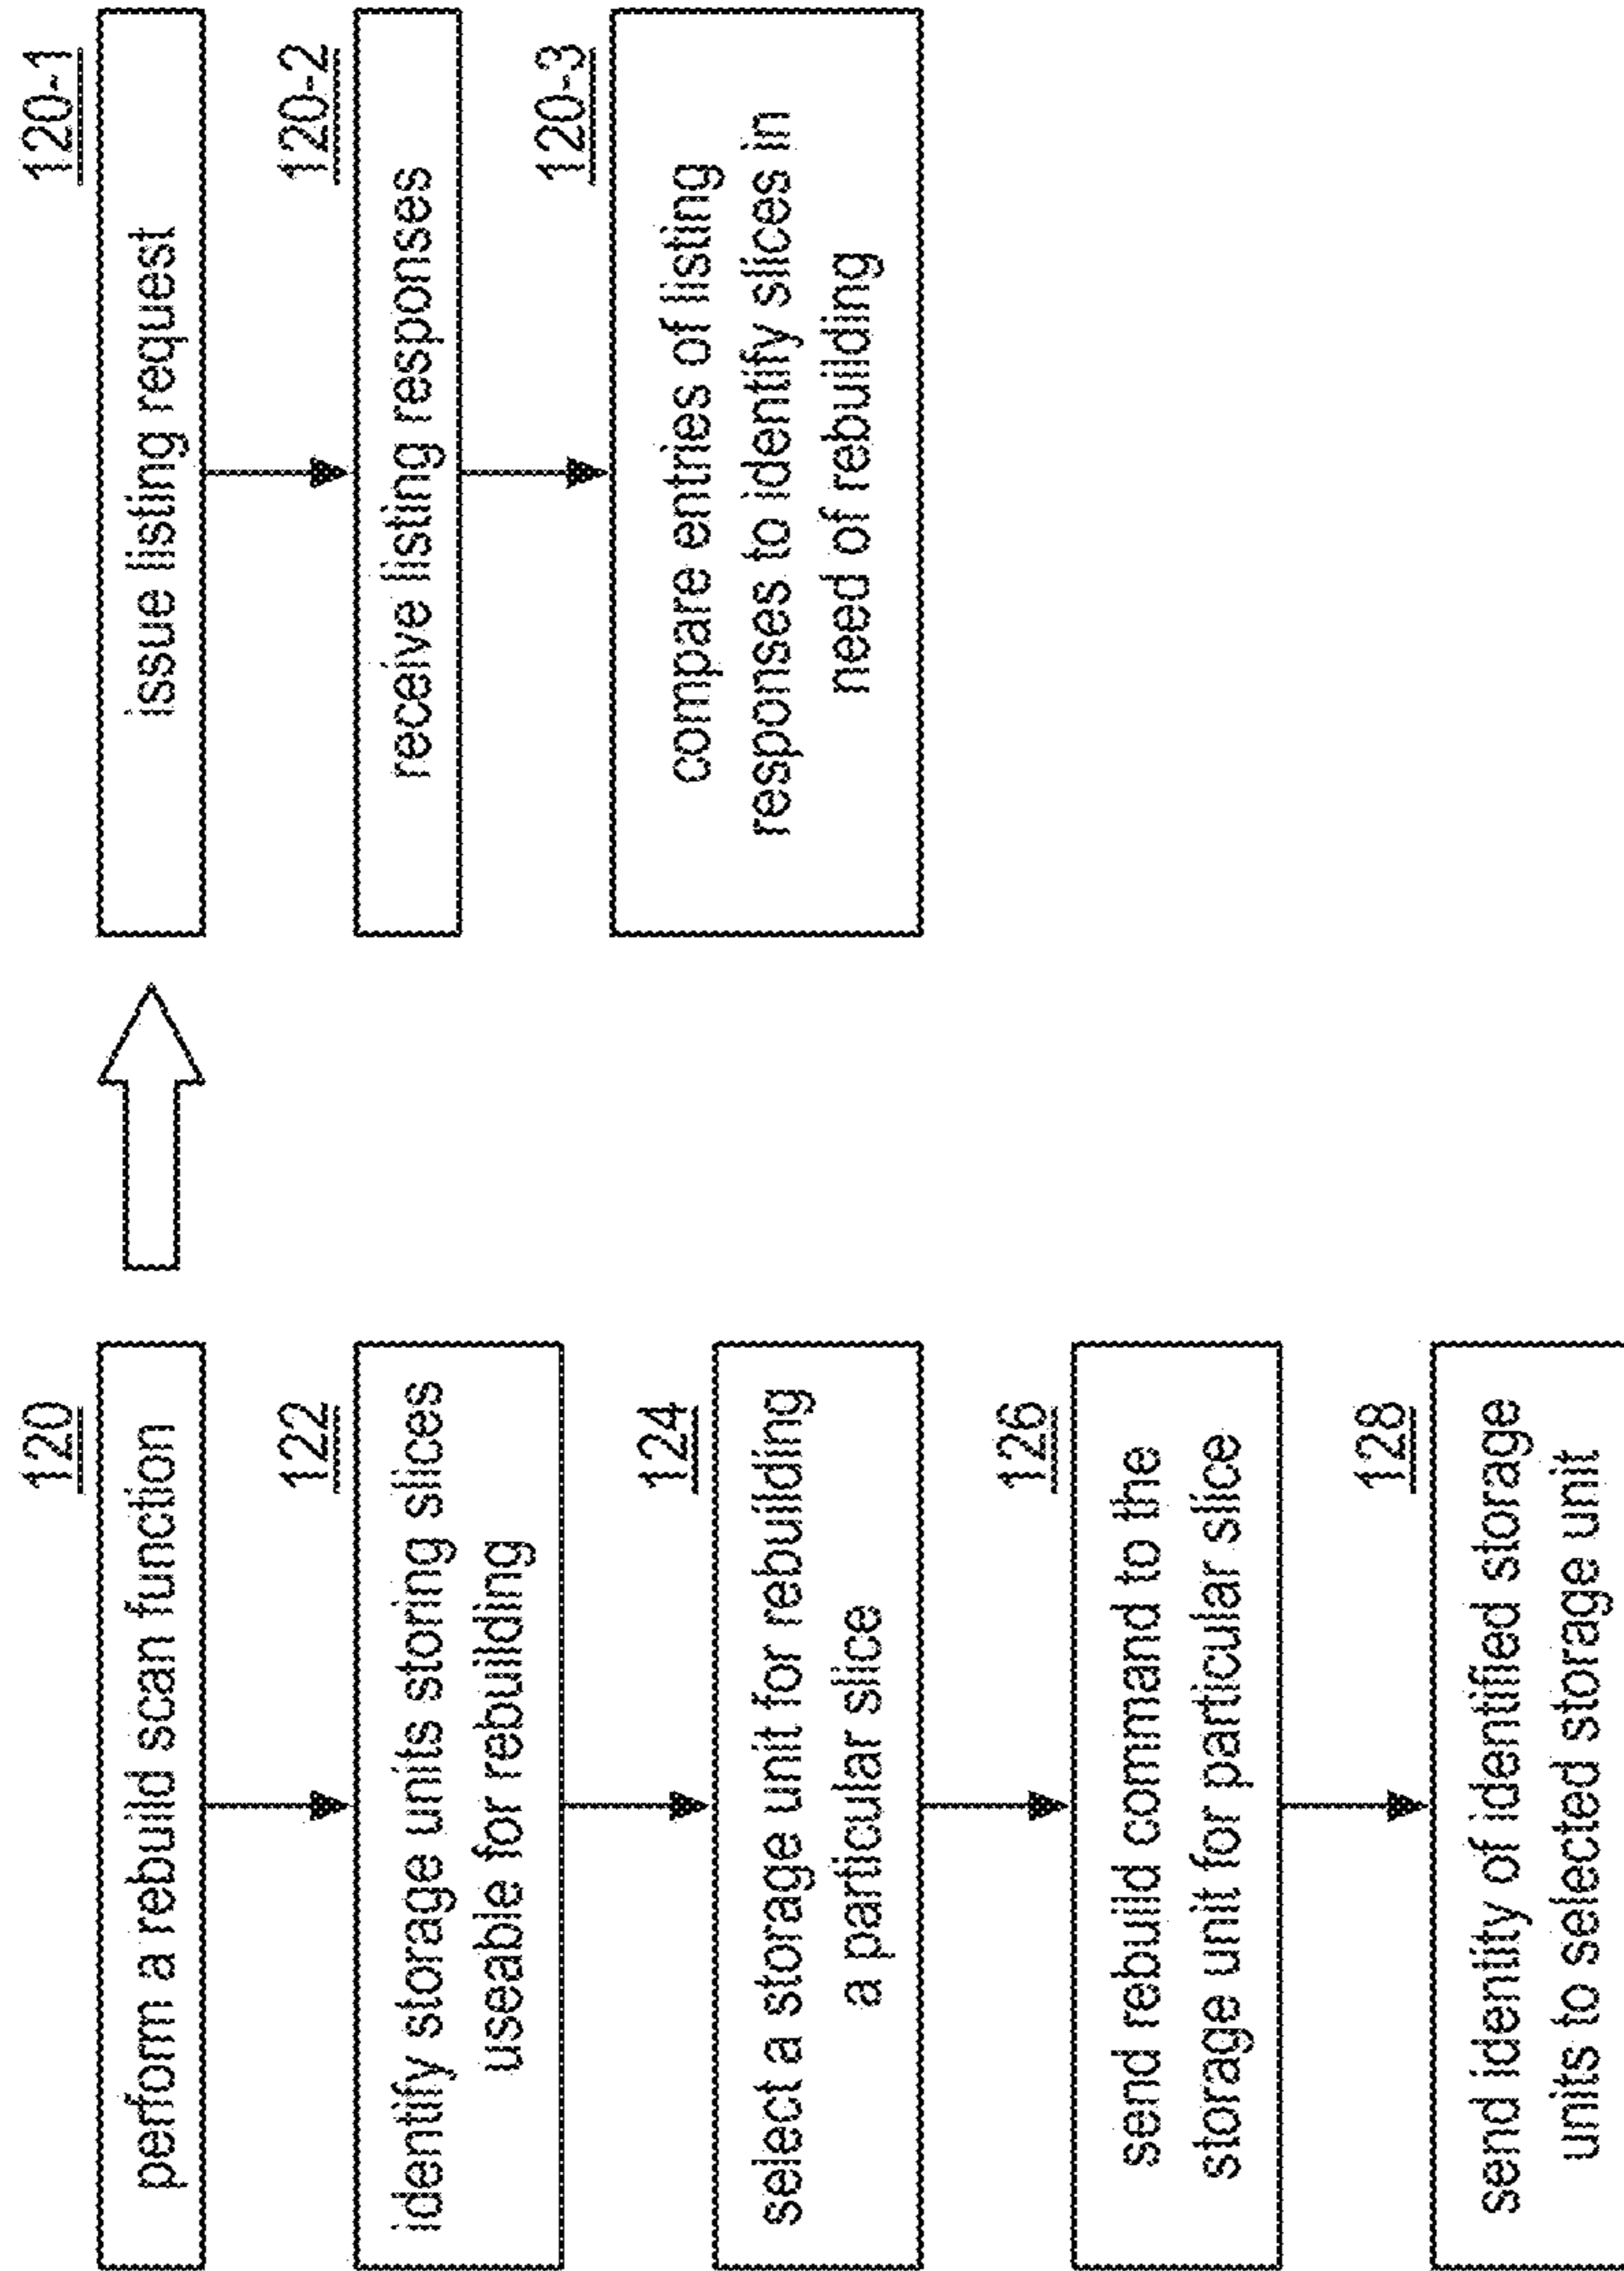 120
perform a rebuild scan function
122
identify storage units storing slices
useable for rebuilding
124
select a storage unit for rebuilding
a particular slice
126
send rebuild command to the
storage unit for particular slice
128
send identity of identified storage
units to selected storage unit
120-1
issue listing request
120-2
receive listing responses
120-3
compare entries of listing
responses to identify slices in
need of rebuilding